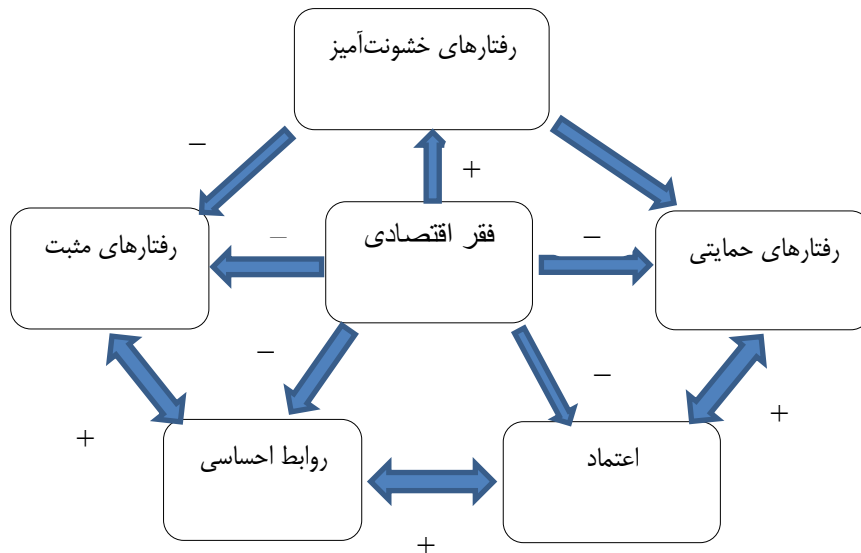 رفتارهای خشونت‌آمیز
−
+
رفتارهای مثبت
−
فقر اقتصادی
−
رفتارهای حمایتی
−
−
+
+
روابط احساسی
اعتماد
+